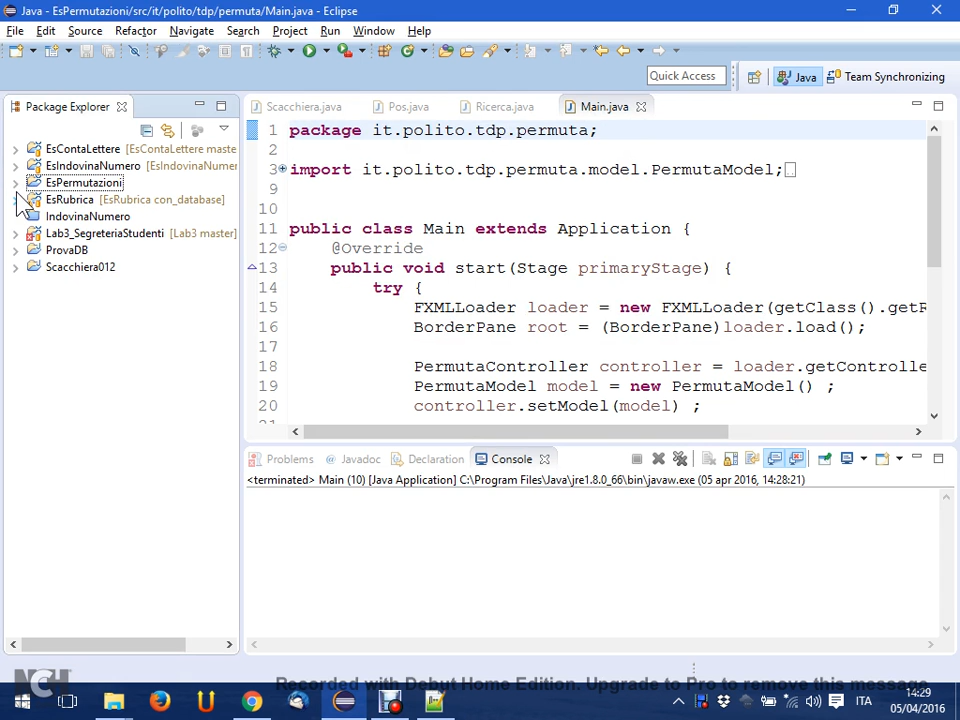 Java - EsPermutazioni/src/it/polito/tdp/permuta/Main.java - Eclipse
File Edit Source Refactor Navigate Search Project Run Window Help
Quick Access Java Team Synchronizing
Package Explorer
Scacchiera.java Pos.java Ricerca.java Main.java
EsContaLettere [EsContaLettere maste
EsIndovinaNumero [EsIndovinaNumer
EsPermutazioni
EsRubrica [EsRubrica con_database]
IndovinaNumero
Lab3_SegreteriaStudenti [Lab3 master]
ProvaDB
Scacchiera012
1 package it.polito.tdp.permuta;
2
3 import it.polito.tdp.permuta.model.PermutaModel;
9
10
11 public class Main extends Application {
12 @Override
13 public void start(Stage primaryStage) {
14 try {
15 FXMLLoader loader = new FXMLLoader(getClass().getR
16 BorderPane root = (BorderPane)loader.load();
17
18 PermutaController controller = loader.getControlle
19 PermutaModel model = new PermutaModel() ;
20 controller.setModel(model) ;
Problems Javadoc Declaration Console
<terminated> Main (10) [Java Application] C:\Program Files\Java\jre1.8.0_66\bin\javaw.exe (05 apr 2016, 14:28:21)
NCH
Recorded with Debut Home Edition. Upgrade to Pro to remove this message
ITA
14:29
05/04/2016